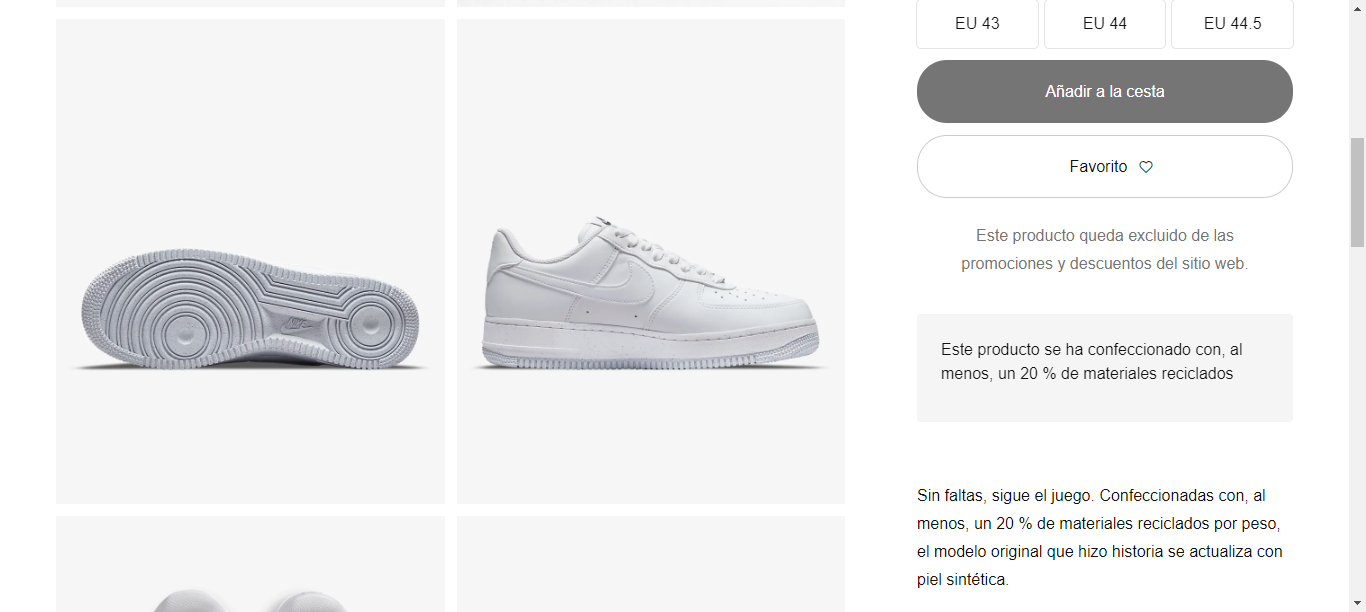 EU 43
EU 44
EU 44.5
Añadir a la cesta
Favorito
Este producto queda excluido de las
promociones y descuentos del sitio web.
Este producto se ha confeccionado con, al
menos, un 20 % de materiales reciclados
Sin faltas, sigue el juego. Confeccionadas con, al
menos, un 20 % de materiales reciclados por peso,
el modelo original que hizo historia se actualiza con
piel sintética.